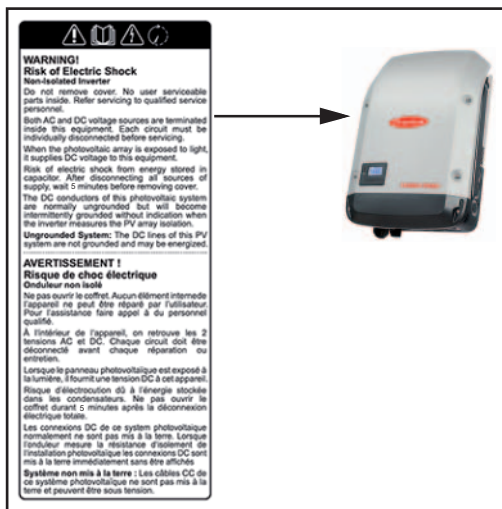 WARNING!
Risk of Electric Shock
Non-Isolated Inverter
Do not remove cover. No user serviceable
parts inside. Refer servicing to qualified service
personnel.
Both AC and DC voltage sources are terminated
inside this equipment. Each circuit must be
individually disconnected before servicing.
When the photovoltaic array is exposed to light,
it supplies DC voltage to this equipment.
Risk of electric shock from energy stored in
capacitor. After disconnecting all sources of
supply, wait 5 minutes before removing cover.
The DC conductors of this photovoltaic system
are normally ungrounded but will become
intermittently grounded without indication when
the inverter measures the PV array isolation.
Ungrounded System: The DC lines of this PV
system are not grounded and may be energized.
AVERTISSEMENT !
Risque de choc électrique
Onduleur non isolé
Ne pas ouvrir le coffret. Aucun élément internede
l'appareil ne peut être réparé par l'utilisateur.
Pour l'assistance faire appel à du personnel
qualifié.
À l'intérieur de l'appareil, on retrouve les 2
tensions AC et DC. Chaque circuit doit être
déconnecté avant chaque réparation ou
entretien.
Lorsque le panneau photovoltaïque est exposé à
la lumière, il fournit une tension DC à cet appareil.
Risque d'électrocution dû à l'énergie stockée
dans les condensateurs. Ne pas ouvrir le
coffret durant 5 minutes après la déconnexion
électrique totale.
Les connexions DC de ce system photovoltaïque
normalement ne sont pas mis à la terre. Lorsque
l'onduleur mesure la résistance d'isolement de
l'installation photovoltaïque les connexions DC sont
mis à la terre immédiatement sans être affichés
Système non mis à la terre : Les câbles CC de
ce système photovoltaïque ne sont pas mis à la
terre et peuvent être sous tension.